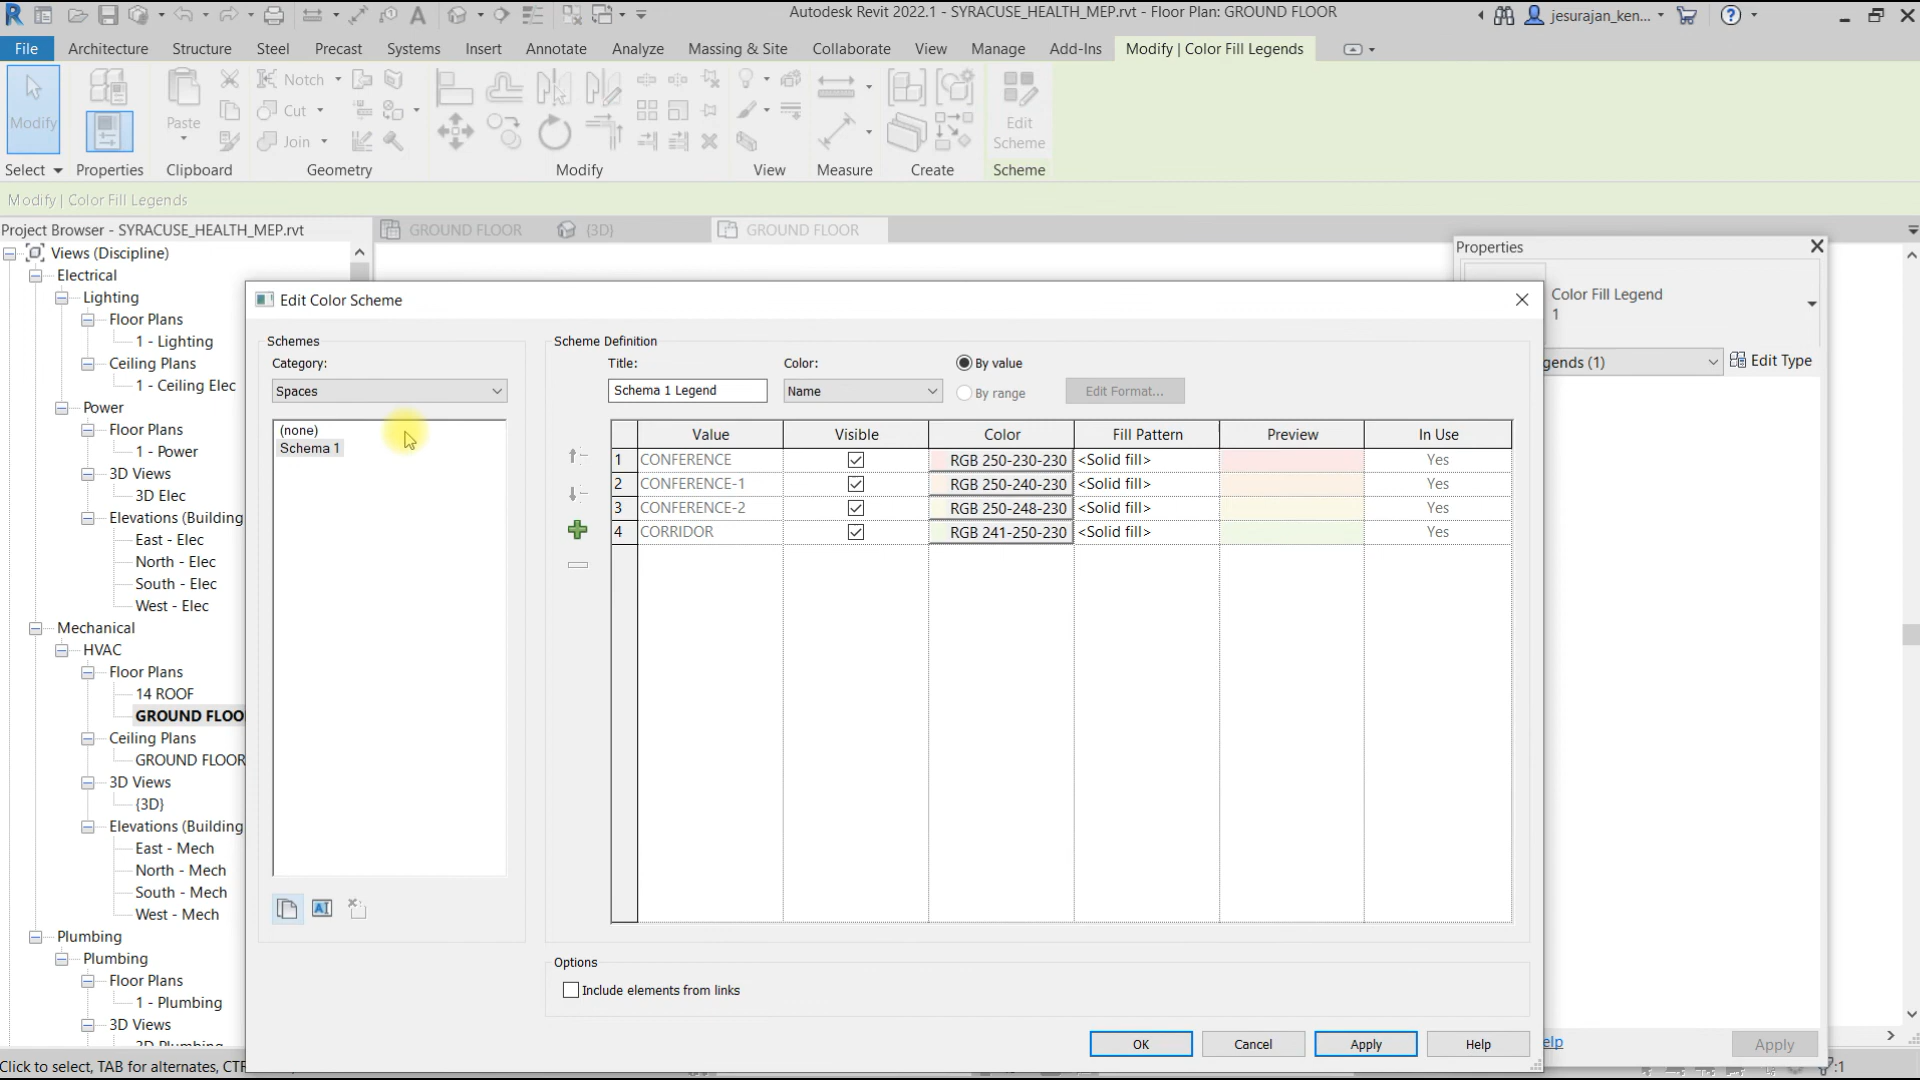 Autodesk Revit 2022.1 - SYRACUSE_HEALTH_MEP.rvt - Floor Plan: GROUND FLOOR
jesurajan_ken...
File Architecture Structure Steel Precast Systems Insert Annotate Analyze Massing & Site Collaborate View Manage Add-Ins Modify | Color Fill Legends
Modify
Properties
Paste
Notch
Cut
Join
Edit
Scheme
Select Properties Clipboard Geometry Modify View Measure Create Scheme
Modify | Color Fill Legends
Project Browser - SYRACUSE_HEALTH_MEP.rvt
GROUND FLOOR {3D} GROUND FLOOR
Views (Discipline)
Electrical
Lighting
Floor Plans
1 - Lighting
Ceiling Plans
1 - Ceiling Elec
Power
Floor Plans
1 - Power
3D Views
3D Elec
Elevations (Building
East - Elec
North - Elec
South - Elec
West - Elec
Mechanical
HVAC
Floor Plans
14 ROOF
GROUND FLOO
Ceiling Plans
GROUND FLOOR
3D Views
{3D}
Elevations (Building
East - Mech
North - Mech
South - Mech
West - Mech
Plumbing
Plumbing
Floor Plans
1 - Plumbing
3D Views
Click to select, TAB for alternates, CTR
Edit Color Scheme
Schemes
Category:
Spaces
(none)
Schema 1
Scheme Definition
Title: Color: By value
Schema 1 Legend Name By range Edit Format...
Value Visible Color Fill Pattern Preview In Use
1 CONFERENCE RGB 250-230-230 <Solid fill> Yes
2 CONFERENCE-1 RGB 250-240-230 <Solid fill> Yes
3 CONFERENCE-2 RGB 250-248-230 <Solid fill> Yes
4 CORRIDOR RGB 241-250-230 <Solid fill> Yes
Options
Include elements from links
OK Cancel Apply Help
Properties
Color Fill Legend
1
gends (1) Edit Type
elp Apply
:1